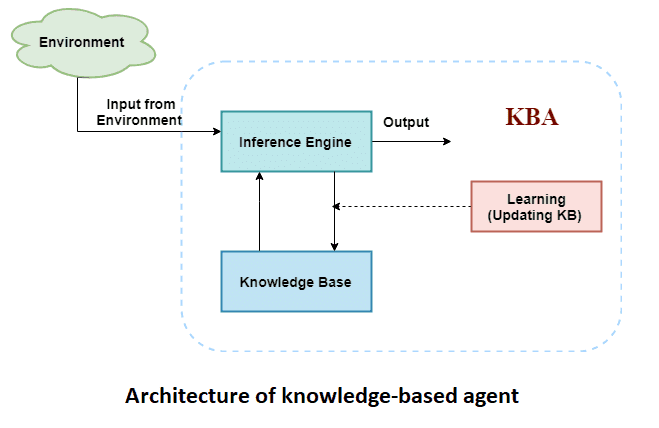 Environment
Input from
Environment
Inference Engine
Output
KBA
Learning
(Updating KB)
Knowledge Base
Architecture of knowledge-based agent